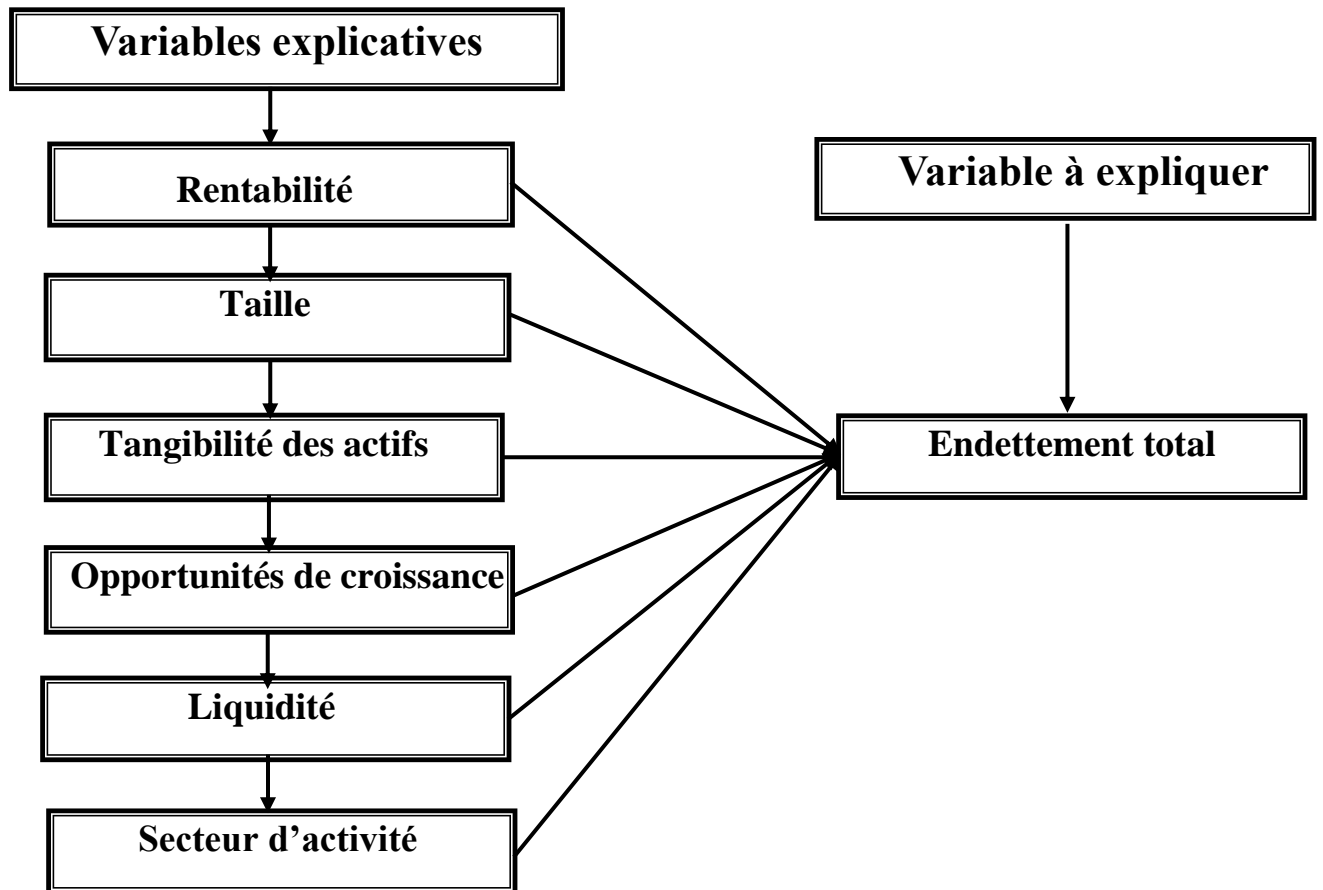 Variables explicatives
Rentabilité
Taille
Tangibilité des actifs
Opportunités de croissance
Liquidité
Secteur d’activité
Variable à expliquer
Endettement total